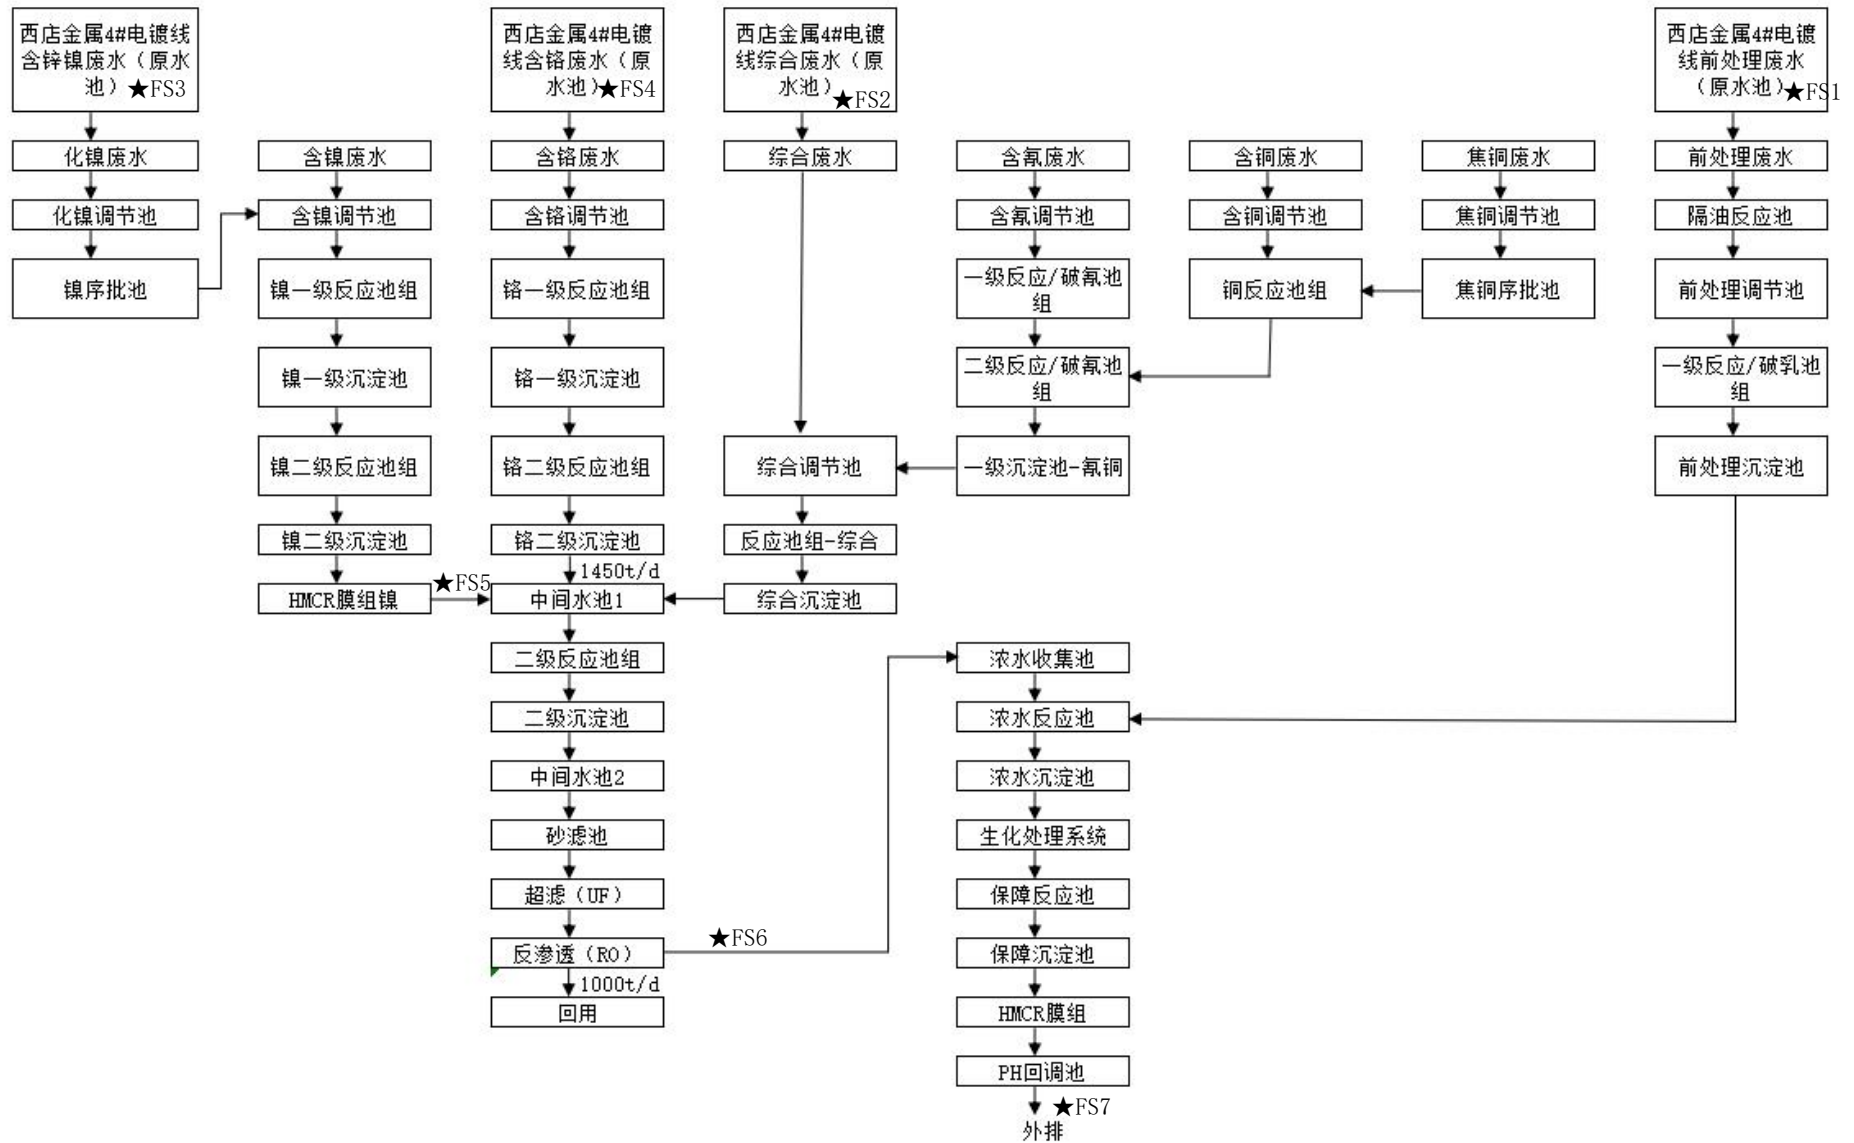 西店金属4#电镀线
含锌镍废水（原水
池）★FS3
西店金属4#电镀
线含铬废水（原
水池）★FS4
西店金属4#电镀
线综合废水（原
水池）★FS2
西店金属4#电镀
线前处理废水
（原水池）★FS1
化镍废水
含镍废水
含铬废水
综合废水
含氰废水
含铜废水
焦铜废水
前处理废水
化镍调节池
含镍调节池
含铬调节池
含氰调节池
含铜调节池
焦铜调节池
隔油反应池
镍序批池
镍一级反应池组
铬一级反应池组
一级反应/破氰池
组
铜反应池组
焦铜序批池
前处理调节池
镍一级沉淀池
铬一级沉淀池
二级反应/破氰池
组
一级反应/破乳池
组
镍二级反应池组
铬二级反应池组
综合调节池
一级沉淀池-氰铜
前处理沉淀池
镍二级沉淀池
铬二级沉淀池
反应池组-综合
1450t/d
HMCR膜组镍
★FS5
中间水池1
综合沉淀池
二级反应池组
浓水收集池
二级沉淀池
浓水反应池
中间水池2
浓水沉淀池
砂滤池
生化处理系统
超滤（UF）
保障反应池
反渗透（RO）
★FS6
保障沉淀池
1000t/d
回用
HMCR膜组
PH回调池
★FS7
外排